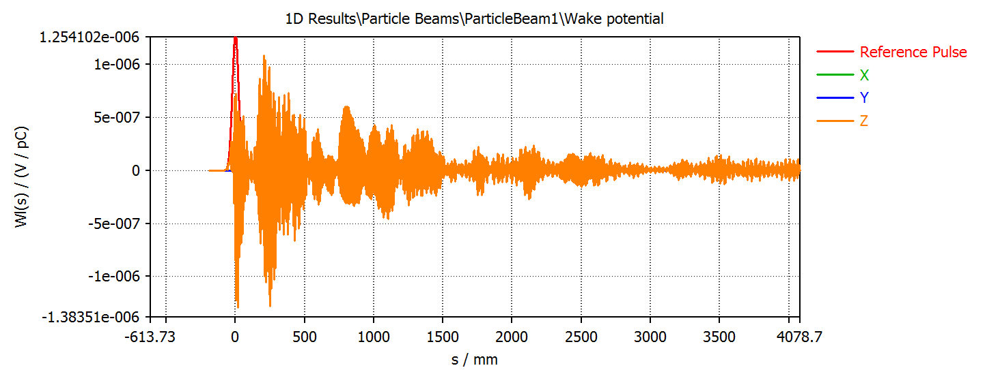 1D Results\Particle Beams\ParticleBeam1\Wake potential
1.254102e-006
1e-006
5e-007
0
-5e-007
-1e-006
-1.38351e-006
Wl(s) / (V / pC)
-613.73 0 500 1000 1500 2000 2500 3000 3500 4078.7
s / mm
Reference Pulse
X
Y
Z